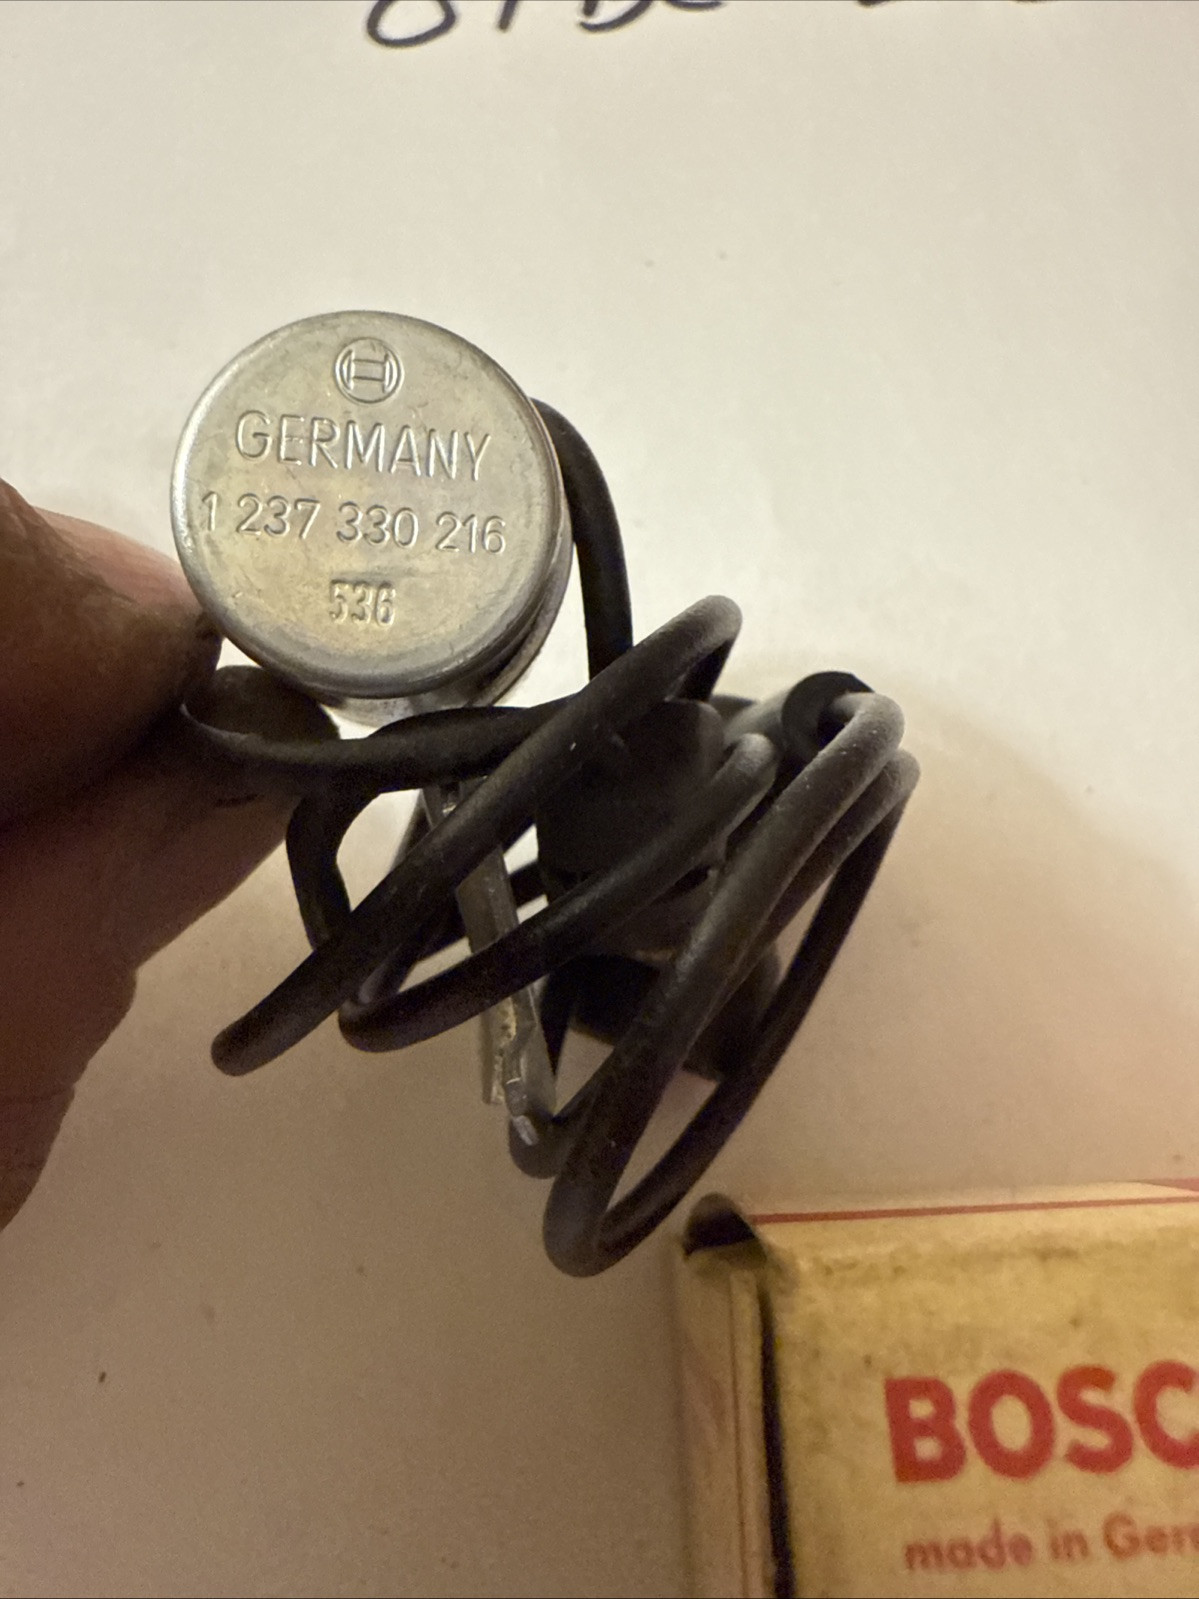 GERMANY
1 237 330 216
536
BOSC
made in Ger